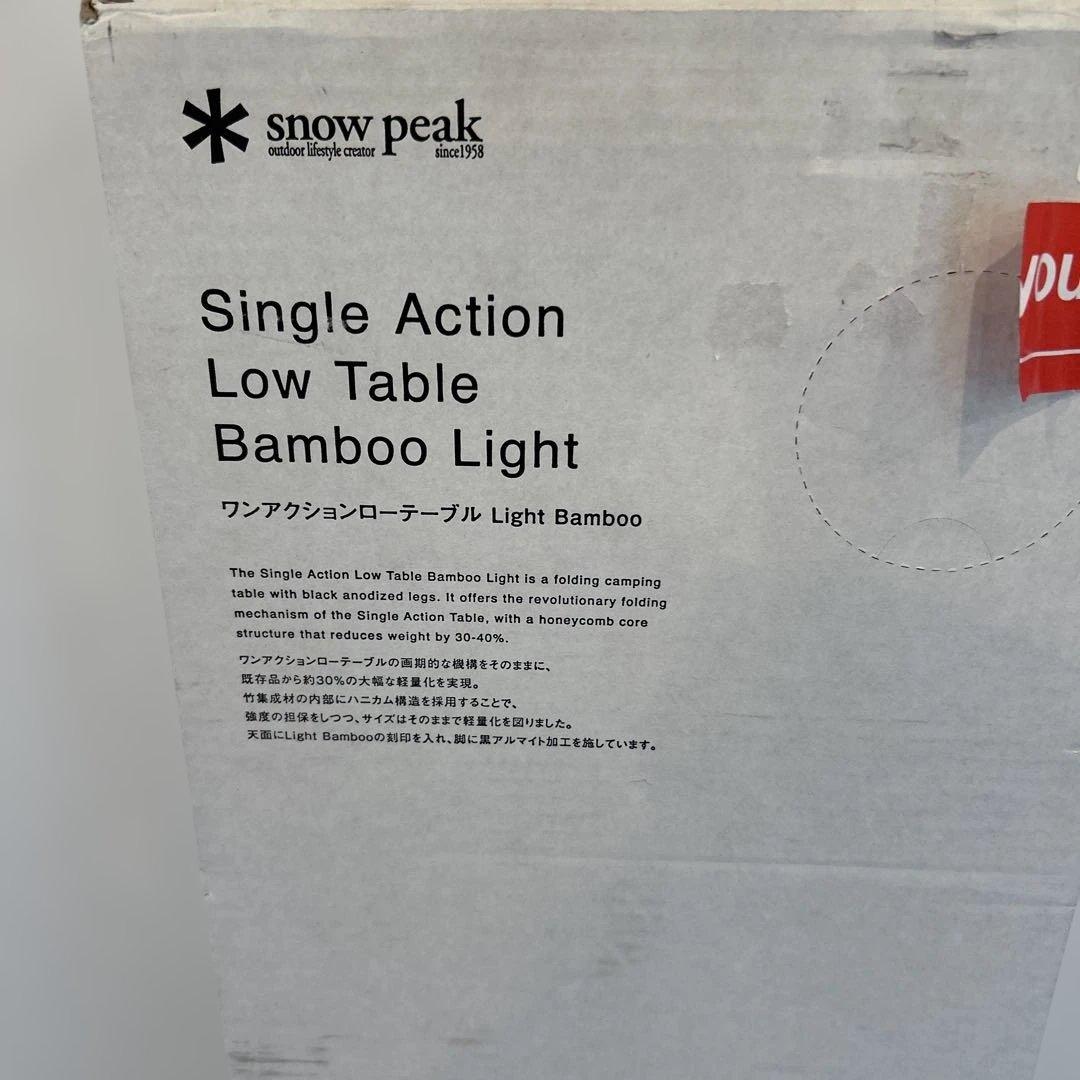 snow peak
outdoor lifestyle creator since1958
Single Action
Low Table
Bamboo Light
ワンアクションローテーブル Light Bamboo
The Single Action Low Table Bamboo Light is a folding camping
table with black anodized legs. It offers the revolutionary folding
mechanism of the Single Action Table, with a honeycomb core
structure that reduces weight by 30-40%.
ワンアクションローテーブルの画期的な機構をそのままに、
既存品から約30%の大幅な軽量化を実現。
竹集成材の内部にハニカム構造を採用することで、
強度の担保をしつつ、サイズはそのままで軽量化を図りました。
天面にLight Bambooの刻印を入れ、脚に黒アルマイト加工を施しています。
you